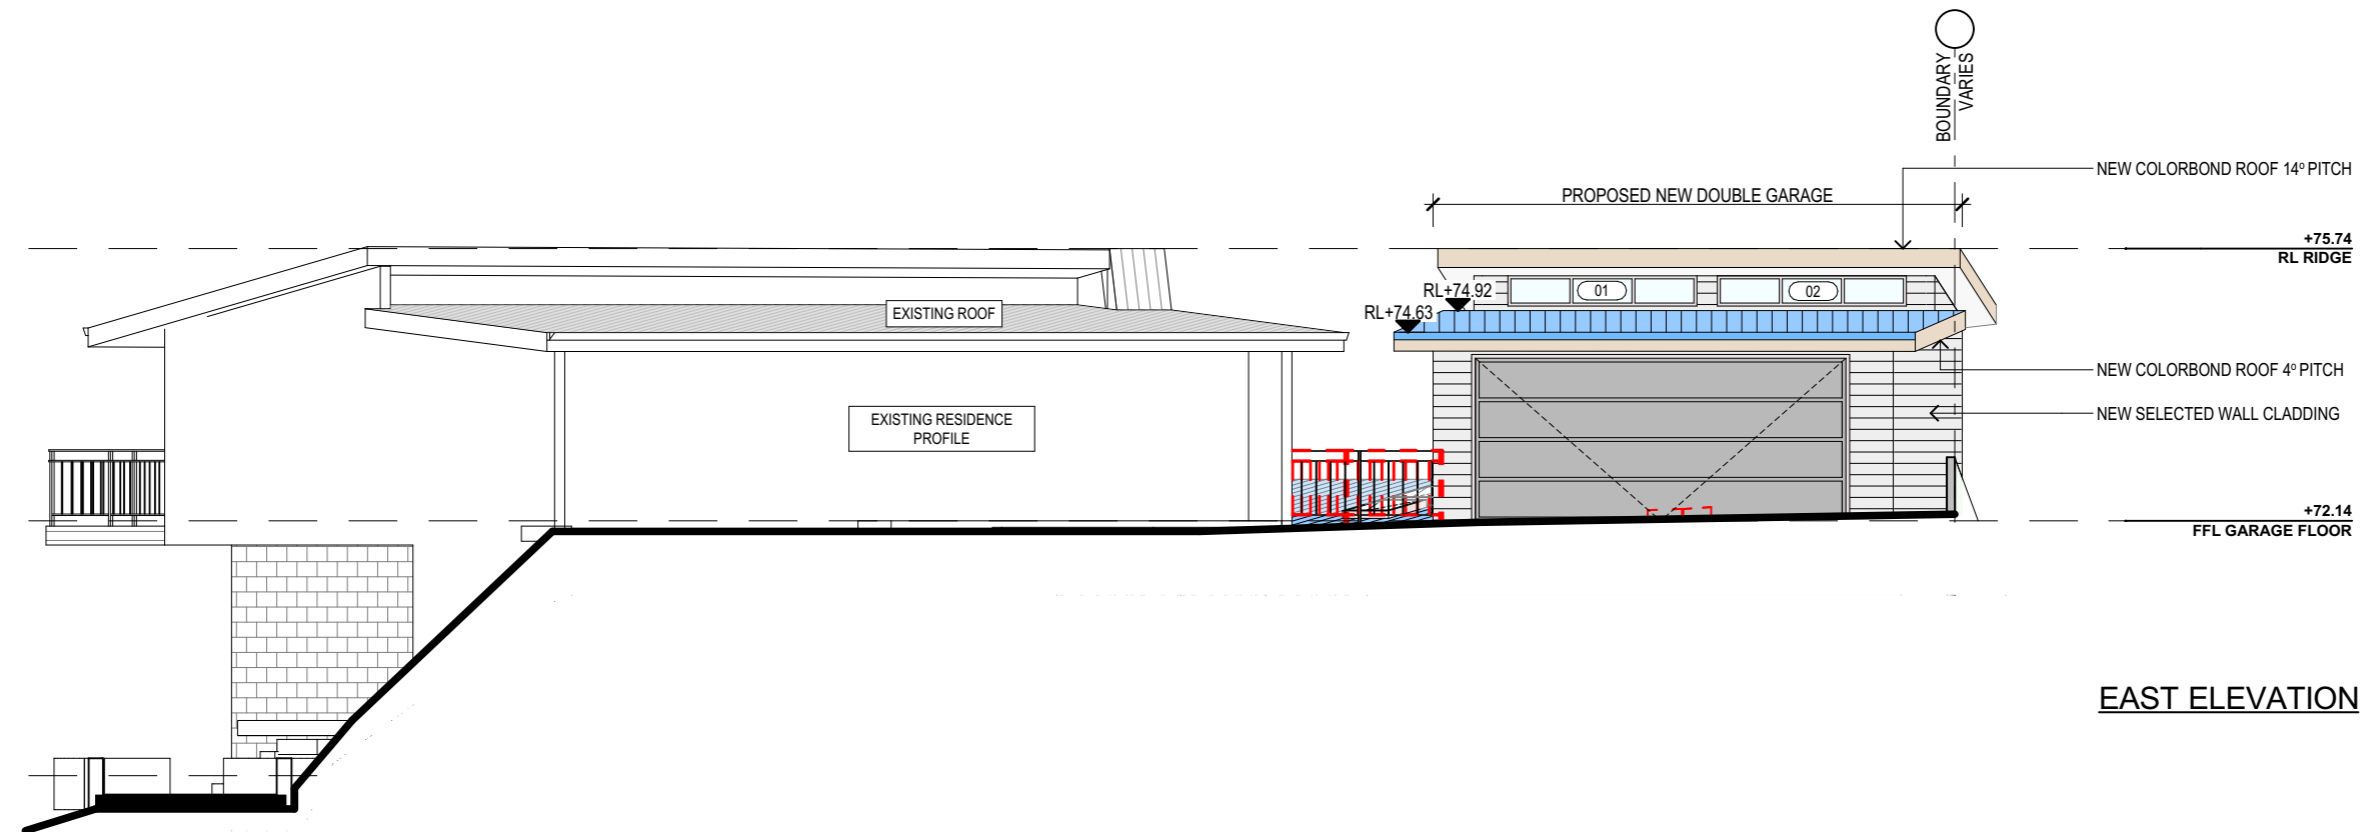 BOUNDARY
VARIES
NEW COLORBOND ROOF 14º PITCH
PROPOSED NEW DOUBLE GARAGE
+75.74
RL RIDGE
RL+74.92
01
02
RL+74.63
EXISTING ROOF
NEW COLORBOND ROOF 4º PITCH
NEW SELECTED WALL CLADDING
EXISTING RESIDENCE
PROFILE
+72.14
FFL GARAGE FLOOR
EAST ELEVATION